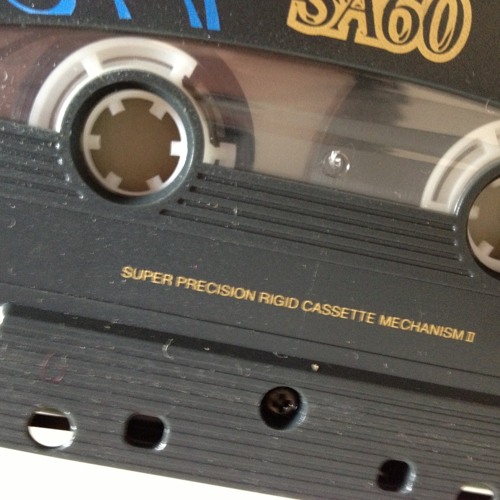 SA60
SUPER PRECISION RIGID CASSETTE MECHANISM II